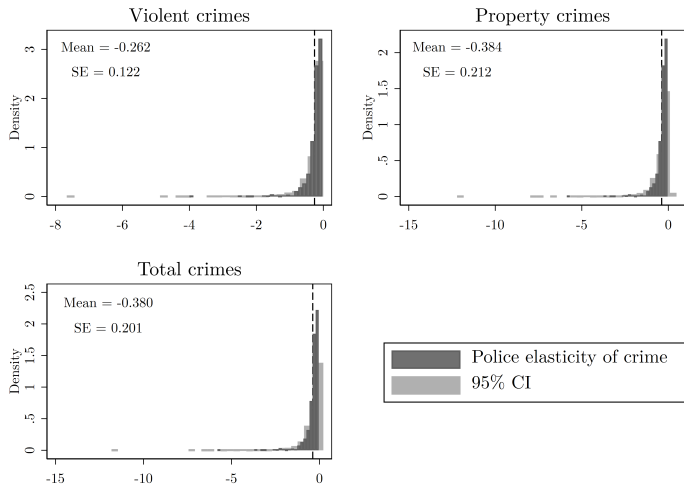 Violent crimes
Mean = -0.262
SE = 0.122
Density
3
2
1
0
-8 -6 -4 -2 0
Property crimes
Mean = -0.384
SE = 0.212
Density
2
1.5
1
.5
0
-15 -10 -5 0
Total crimes
Mean = -0.380
SE = 0.201
Density
2.5
2
1.5
1
.5
0
-15 -10 -5 0
Police elasticity of crime
95% CI